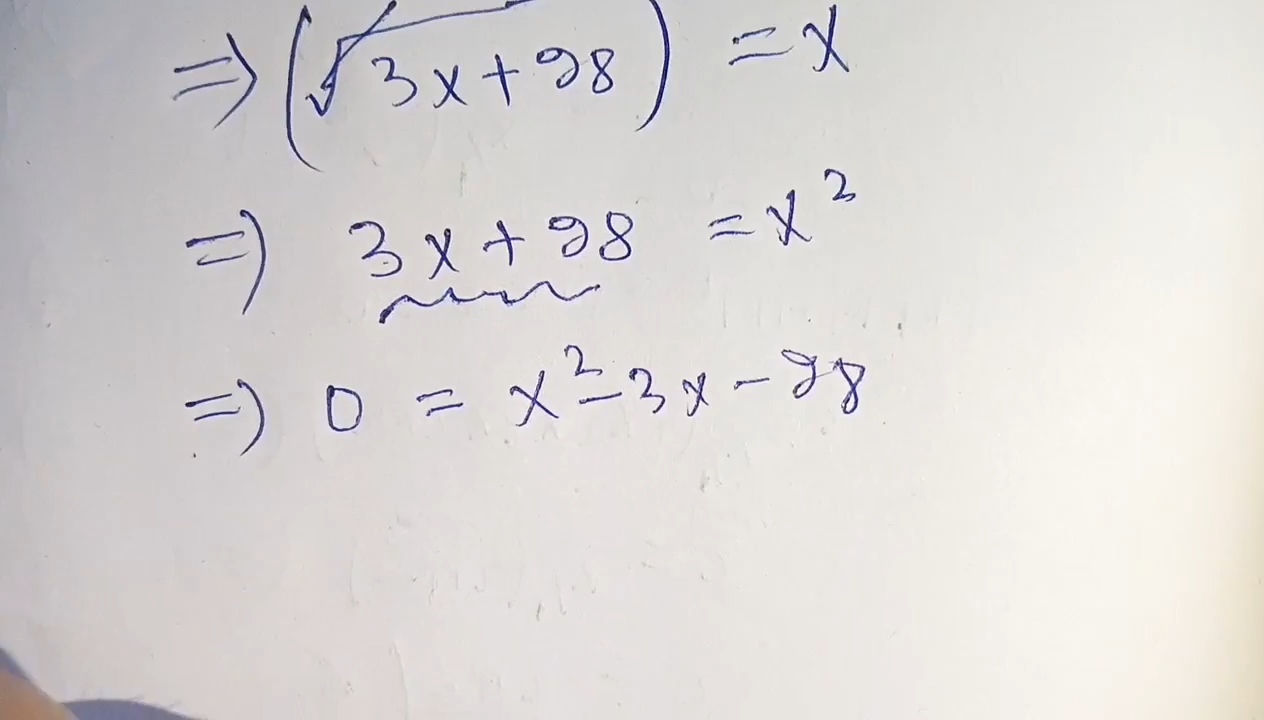 ⇒ (√3x+28) = x
⇒ 3x+28 = x²
⇒ 0 = x²-3x-28